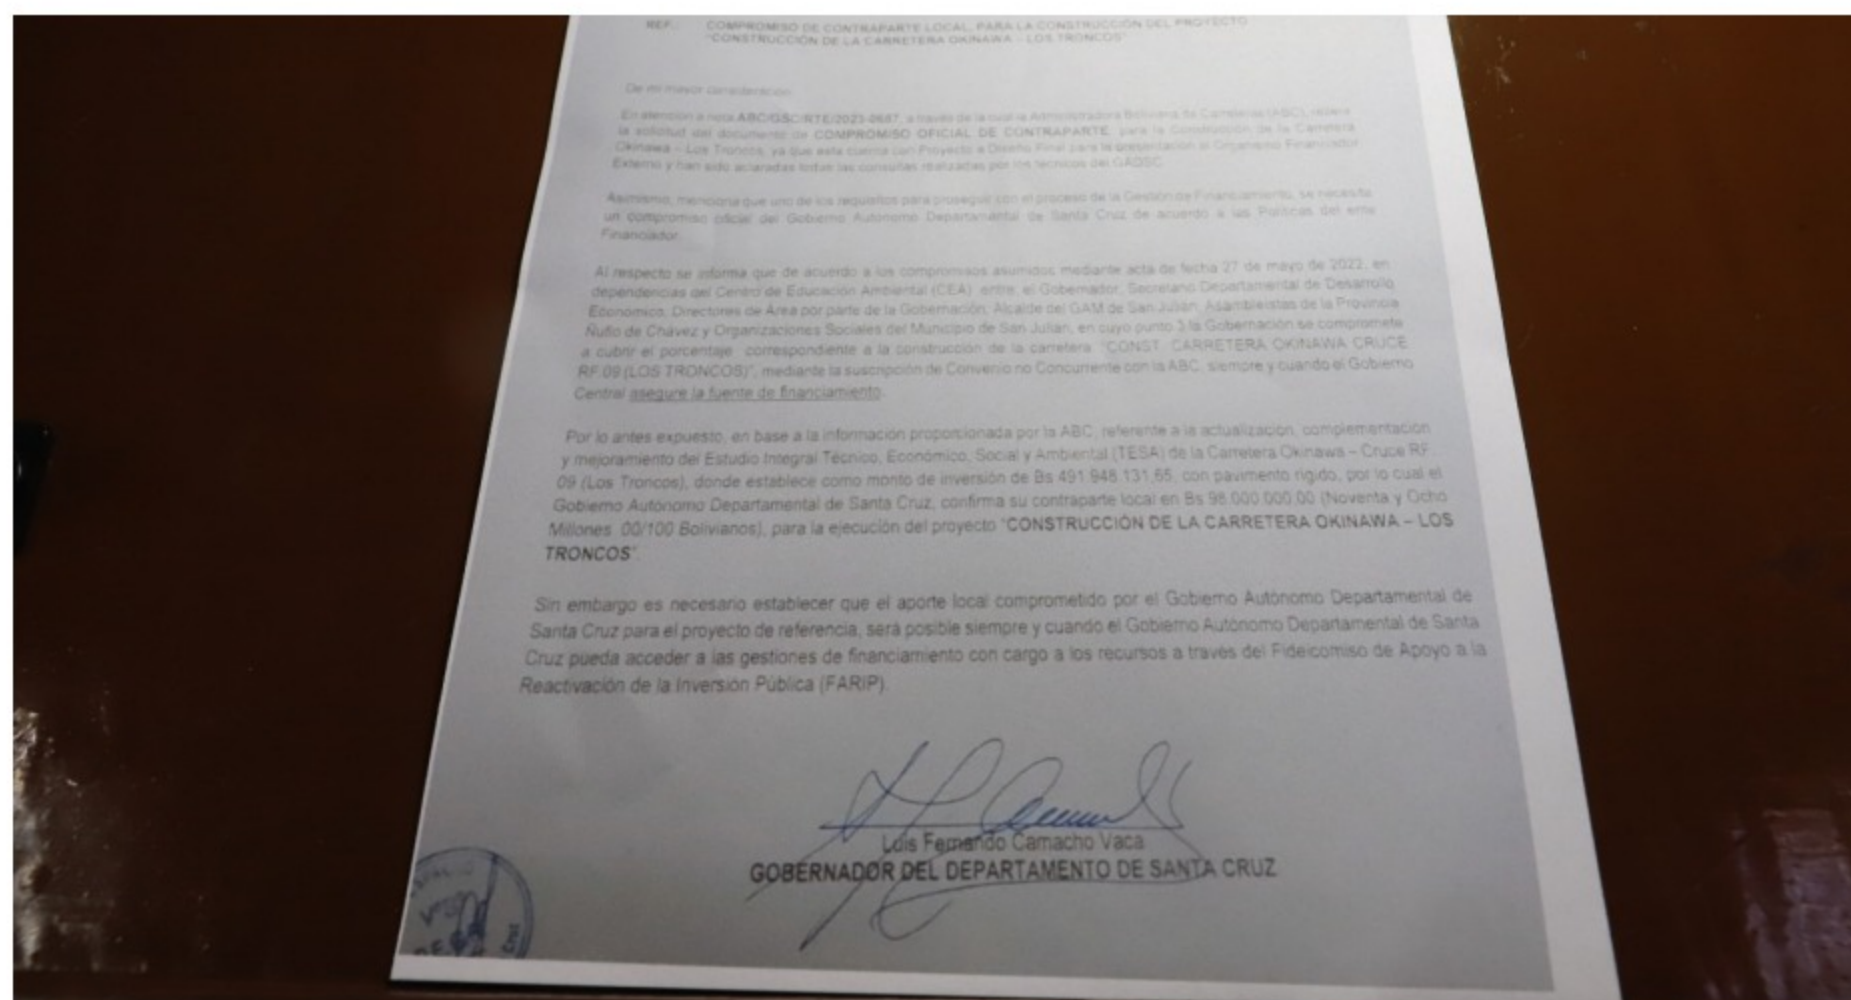 REF.: COMPROMISO DE CONTRAPARTE LOCAL, PARA LA CONSTRUCCIÓN DEL PROYECTO
"CONSTRUCCIÓN DE LA CARRETERA OKINAWA – LOS TRONCOS"
De mi mayor consideración:
En atención a nota ABC/GSC/RTE/2023-0687, a través de la cual la Administradora Boliviana de Carreteras (ABC), reitera
la solicitud del documento de COMPROMISO OFICIAL DE CONTRAPARTE, para la Construcción de la Carretera
Okinawa – Los Troncos, ya que esta cuenta con Proyecto a Diseño Final para la presentación al Organismo Financiador
Externo y han sido aclaradas todas las consultas realizadas por los técnicos del GADSC.
Asimismo, menciona que uno de los requisitos para proseguir con el proceso de la Gestión de Financiamiento, se necesita
un compromiso oficial del Gobierno Autónomo Departamental de Santa Cruz de acuerdo a las Políticas del ente
Financiador.
Al respecto se informa que de acuerdo a los compromisos asumidos mediante acta de fecha 27 de mayo de 2022, en
dependencias del Centro de Educación Ambiental (CEA) entre, el Gobernador, Secretario Departamental de Desarrollo
Económico, Directores de Área por parte de la Gobernación; Alcalde del GAM de San Julián, Asambleístas de la Provincia
Ñuflo de Chávez y Organizaciones Sociales del Municipio de San Julián, en cuyo punto 3 la Gobernación se compromete
a cubrir el porcentaje correspondiente a la construcción de la carretera "CONST. CARRETERA OKINAWA CRUCE
RF.09 (LOS TRONCOS)", mediante la suscripción de Convenio no Concurrente con la ABC, siempre y cuando el Gobierno
Central asegure la fuente de financiamiento.
Por lo antes expuesto, en base a la información proporcionada por la ABC, referente a la actualización, complementación
y mejoramiento del Estudio Integral Técnico, Económico, Social y Ambiental (TESA) de la Carretera Okinawa – Cruce RF.
09 (Los Troncos), donde establece como monto de inversión de Bs 491.948.131,65, con pavimento rígido, por lo cual el
Gobierno Autónomo Departamental de Santa Cruz, confirma su contraparte local en Bs 98.000.000,00 (Noventa y Ocho
Millones 00/100 Bolivianos), para la ejecución del proyecto "CONSTRUCCIÓN DE LA CARRETERA OKINAWA – LOS
TRONCOS".
Sin embargo es necesario establecer que el aporte local comprometido por el Gobierno Autónomo Departamental de
Santa Cruz para el proyecto de referencia, será posible siempre y cuando el Gobierno Autónomo Departamental de Santa
Cruz pueda acceder a las gestiones de financiamiento con cargo a los recursos a través del Fideicomiso de Apoyo a la
Reactivación de la Inversión Pública (FARIP).
Luis Fernando Camacho Vaca
GOBERNADOR DEL DEPARTAMENTO DE SANTA CRUZ